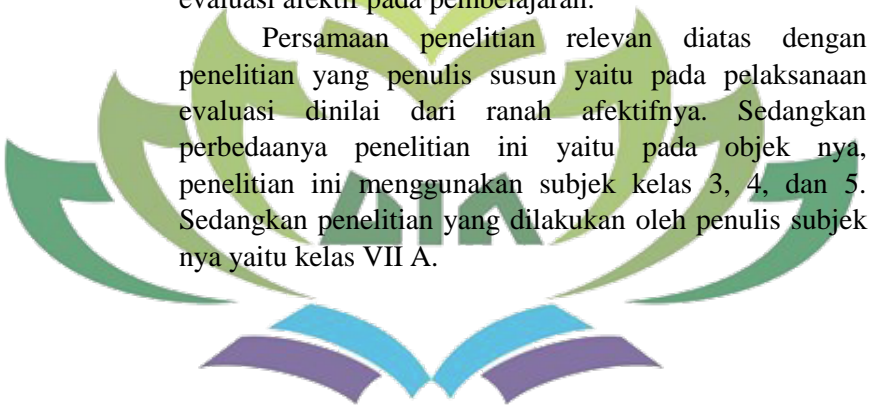 evaluasi afektif pada pembelajaran.
Persamaan penelitian relevan diatas dengan
penelitian yang penulis susun yaitu pada pelaksanaan
evaluasi dinilai dari ranah afektifnya. Sedangkan
perbedaanya penelitian ini yaitu pada objek nya,
penelitian ini menggunakan subjek kelas 3, 4, dan 5.
Sedangkan penelitian yang dilakukan oleh penulis subjek
nya yaitu kelas VII A.